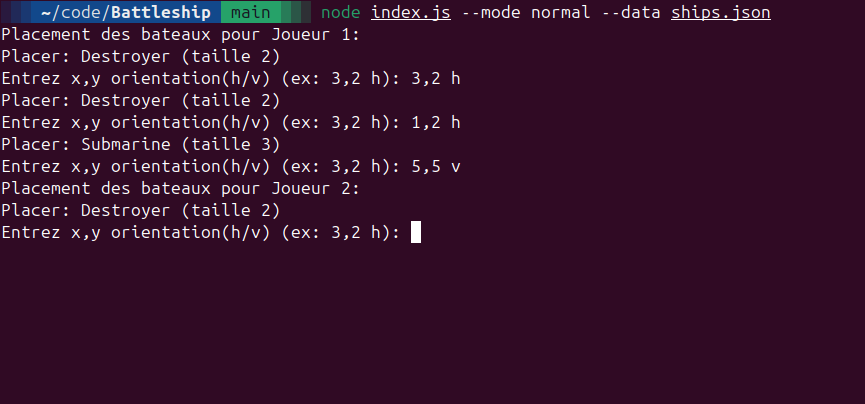 ~/code/Battleship main node index.js --mode normal --data ships.json
Placement des bateaux pour Joueur 1:
Placer: Destroyer (taille 2)
Entrez x,y orientation(h/v) (ex: 3,2 h): 3,2 h
Placer: Destroyer (taille 2)
Entrez x,y orientation(h/v) (ex: 3,2 h): 1,2 h
Placer: Submarine (taille 3)
Entrez x,y orientation(h/v) (ex: 3,2 h): 5,5 v
Placement des bateaux pour Joueur 2:
Placer: Destroyer (taille 2)
Entrez x,y orientation(h/v) (ex: 3,2 h):